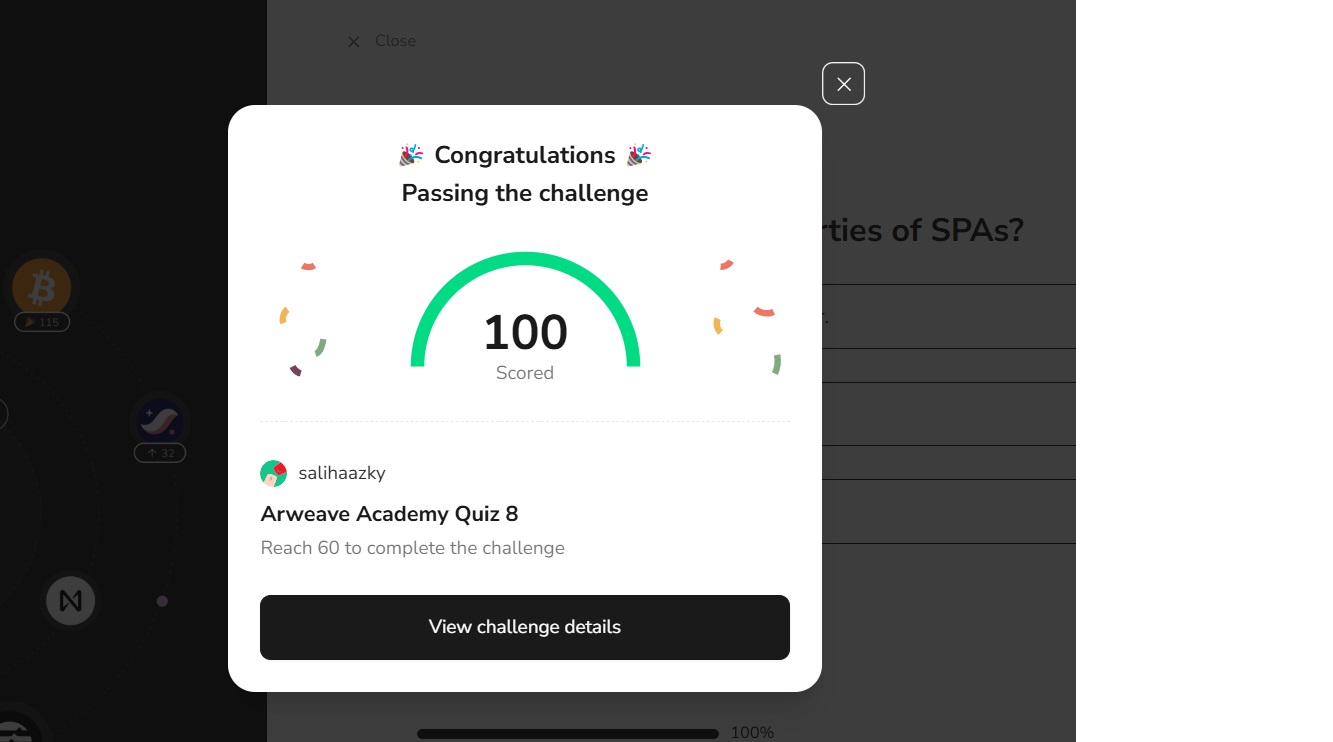 Close
🎉 Congratulations 🎉
Passing the challenge
rties of SPAs?
115
100
Scored
32
salihaazky
Arweave Academy Quiz 8
Reach 60 to complete the challenge
View challenge details
100%